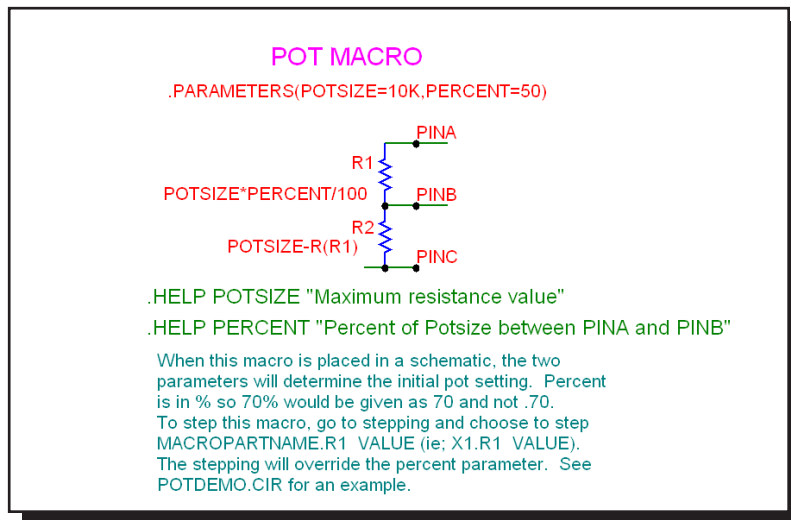 POT MACRO
.PARAMETERS(POTSIZE=10K,PERCENT=50)
PINA
R1
POTSIZE*PERCENT/100
PINB
R2
POTSIZE-R(R1)
PINC
.HELP POTSIZE "Maximum resistance value"
.HELP PERCENT "Percent of Potsize between PINA and PINB"
When this macro is placed in a schematic, the two
parameters will determine the initial pot setting.  Percent
is in % so 70% would be given as 70 and not .70.
To step this macro, go to stepping and choose to step
MACROPARTNAME.R1  VALUE (ie; X1.R1  VALUE).
The stepping will override the percent parameter.  See
POTDEMO.CIR for an example.